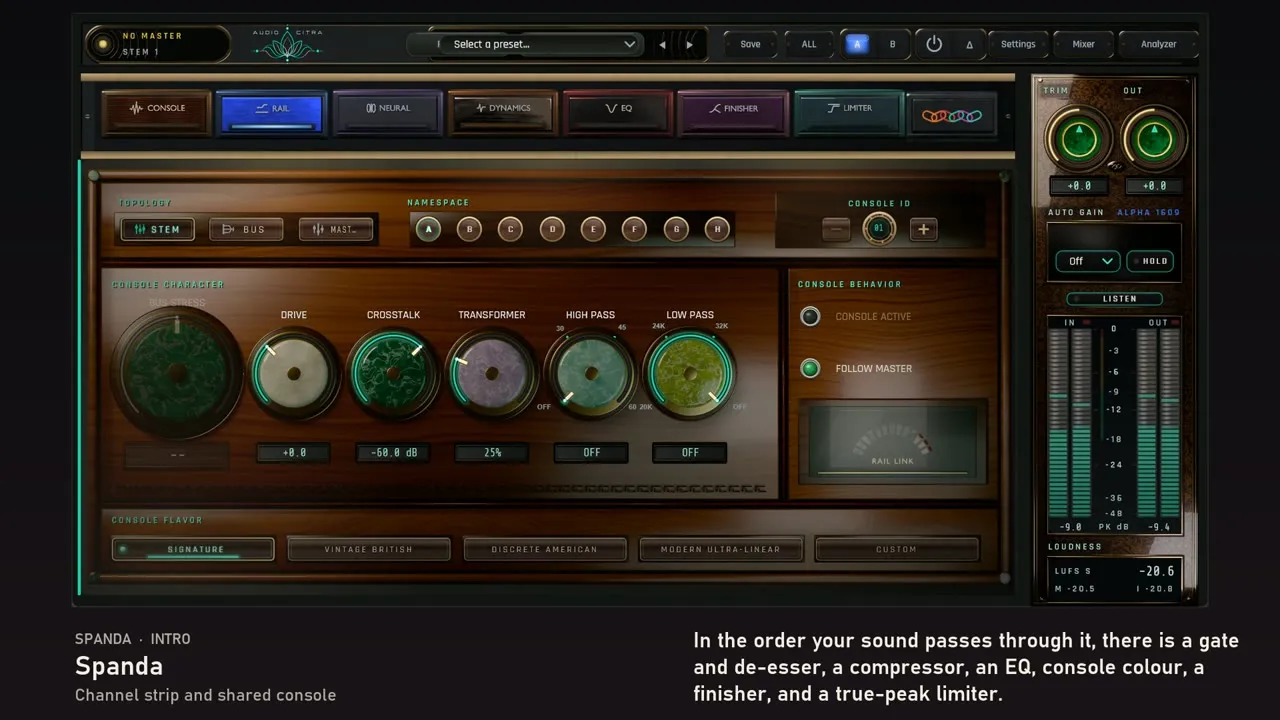 NO MASTER
STEM 1
AUDIO CITRA
Select a preset...
Save
ALL
A
B
Δ
Settings
Mixer
Analyzer
CONSOLE
RAIL
NEURAL
DYNAMICS
EQ
FINISHER
LIMITER
TRIM
OUT
+0.0
+0.0
AUTO GAIN
ALPHA 1609
Off
HOLD
LISTEN
IN
OUT
0
-3
-6
-9
-12
-18
-24
-36
-48
-9.0
PK dB
-9.4
LOUDNESS
LUFS S
-20.6
M -20.5
I -20.8
TOPOLOGY
STEM
BUS
MAST...
NAMESPACE
A
B
C
D
E
F
G
H
CONSOLE ID
01
CONSOLE CHARACTER
BUS STRESS
--
DRIVE
+0.0
CROSSTALK
-60.0 dB
TRANSFORMER
25%
HIGH PASS
30
45
OFF
60
OFF
LOW PASS
24K
32K
20K
OFF
OFF
CONSOLE BEHAVIOR
CONSOLE ACTIVE
FOLLOW MASTER
RAIL LINK
CONSOLE FLAVOR
SIGNATURE
VINTAGE BRITISH
DISCRETE AMERICAN
MODERN ULTRA-LINEAR
CUSTOM
SPANDA · INTRO
Spanda
Channel strip and shared console
In the order your sound passes through it, there is a gate
and de-esser, a compressor, an EQ, console colour, a
finisher, and a true-peak limiter.